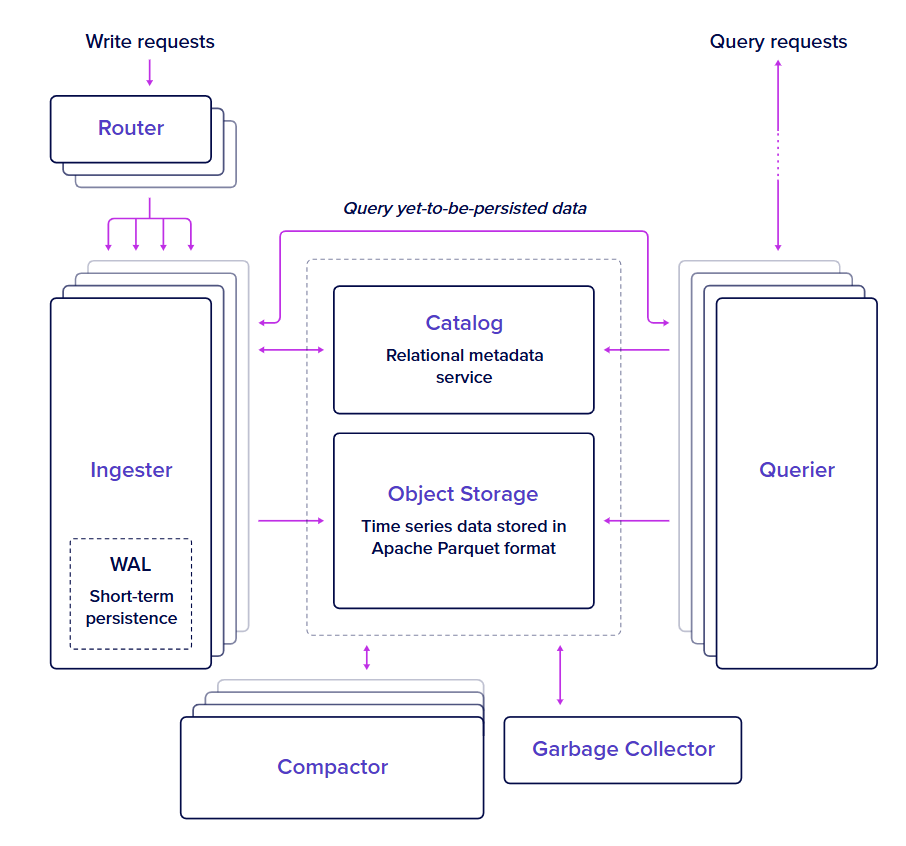 Write requests
Query requests
Router
Query yet-to-be-persisted data
Catalog
Relational metadata
service
Ingester
Querier
Object Storage
Time series data stored in
Apache Parquet format
WAL
Short-term
persistence
Compactor
Garbage Collector